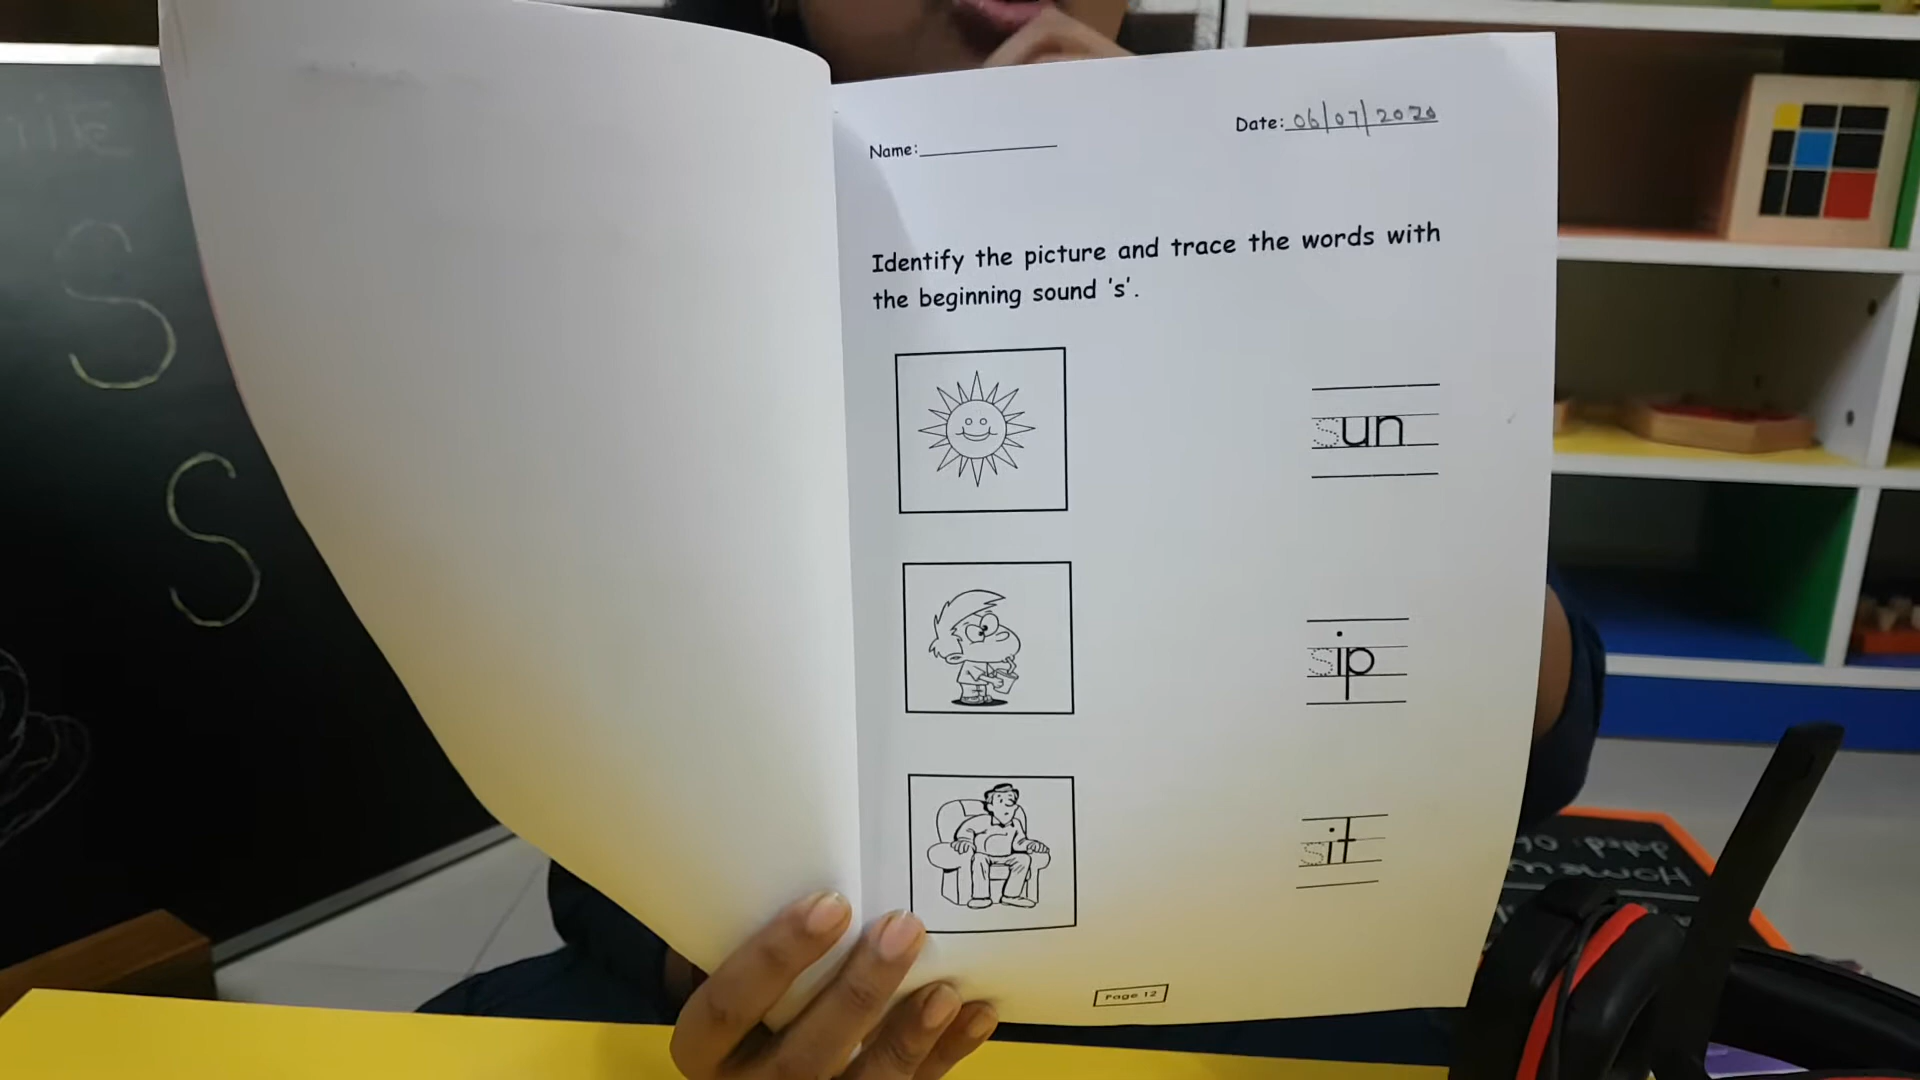 S
S
Name:
Date: 06/07/2020
Identify the picture and trace the words with
the beginning sound 's'.
sun
sip
sit
Page 12